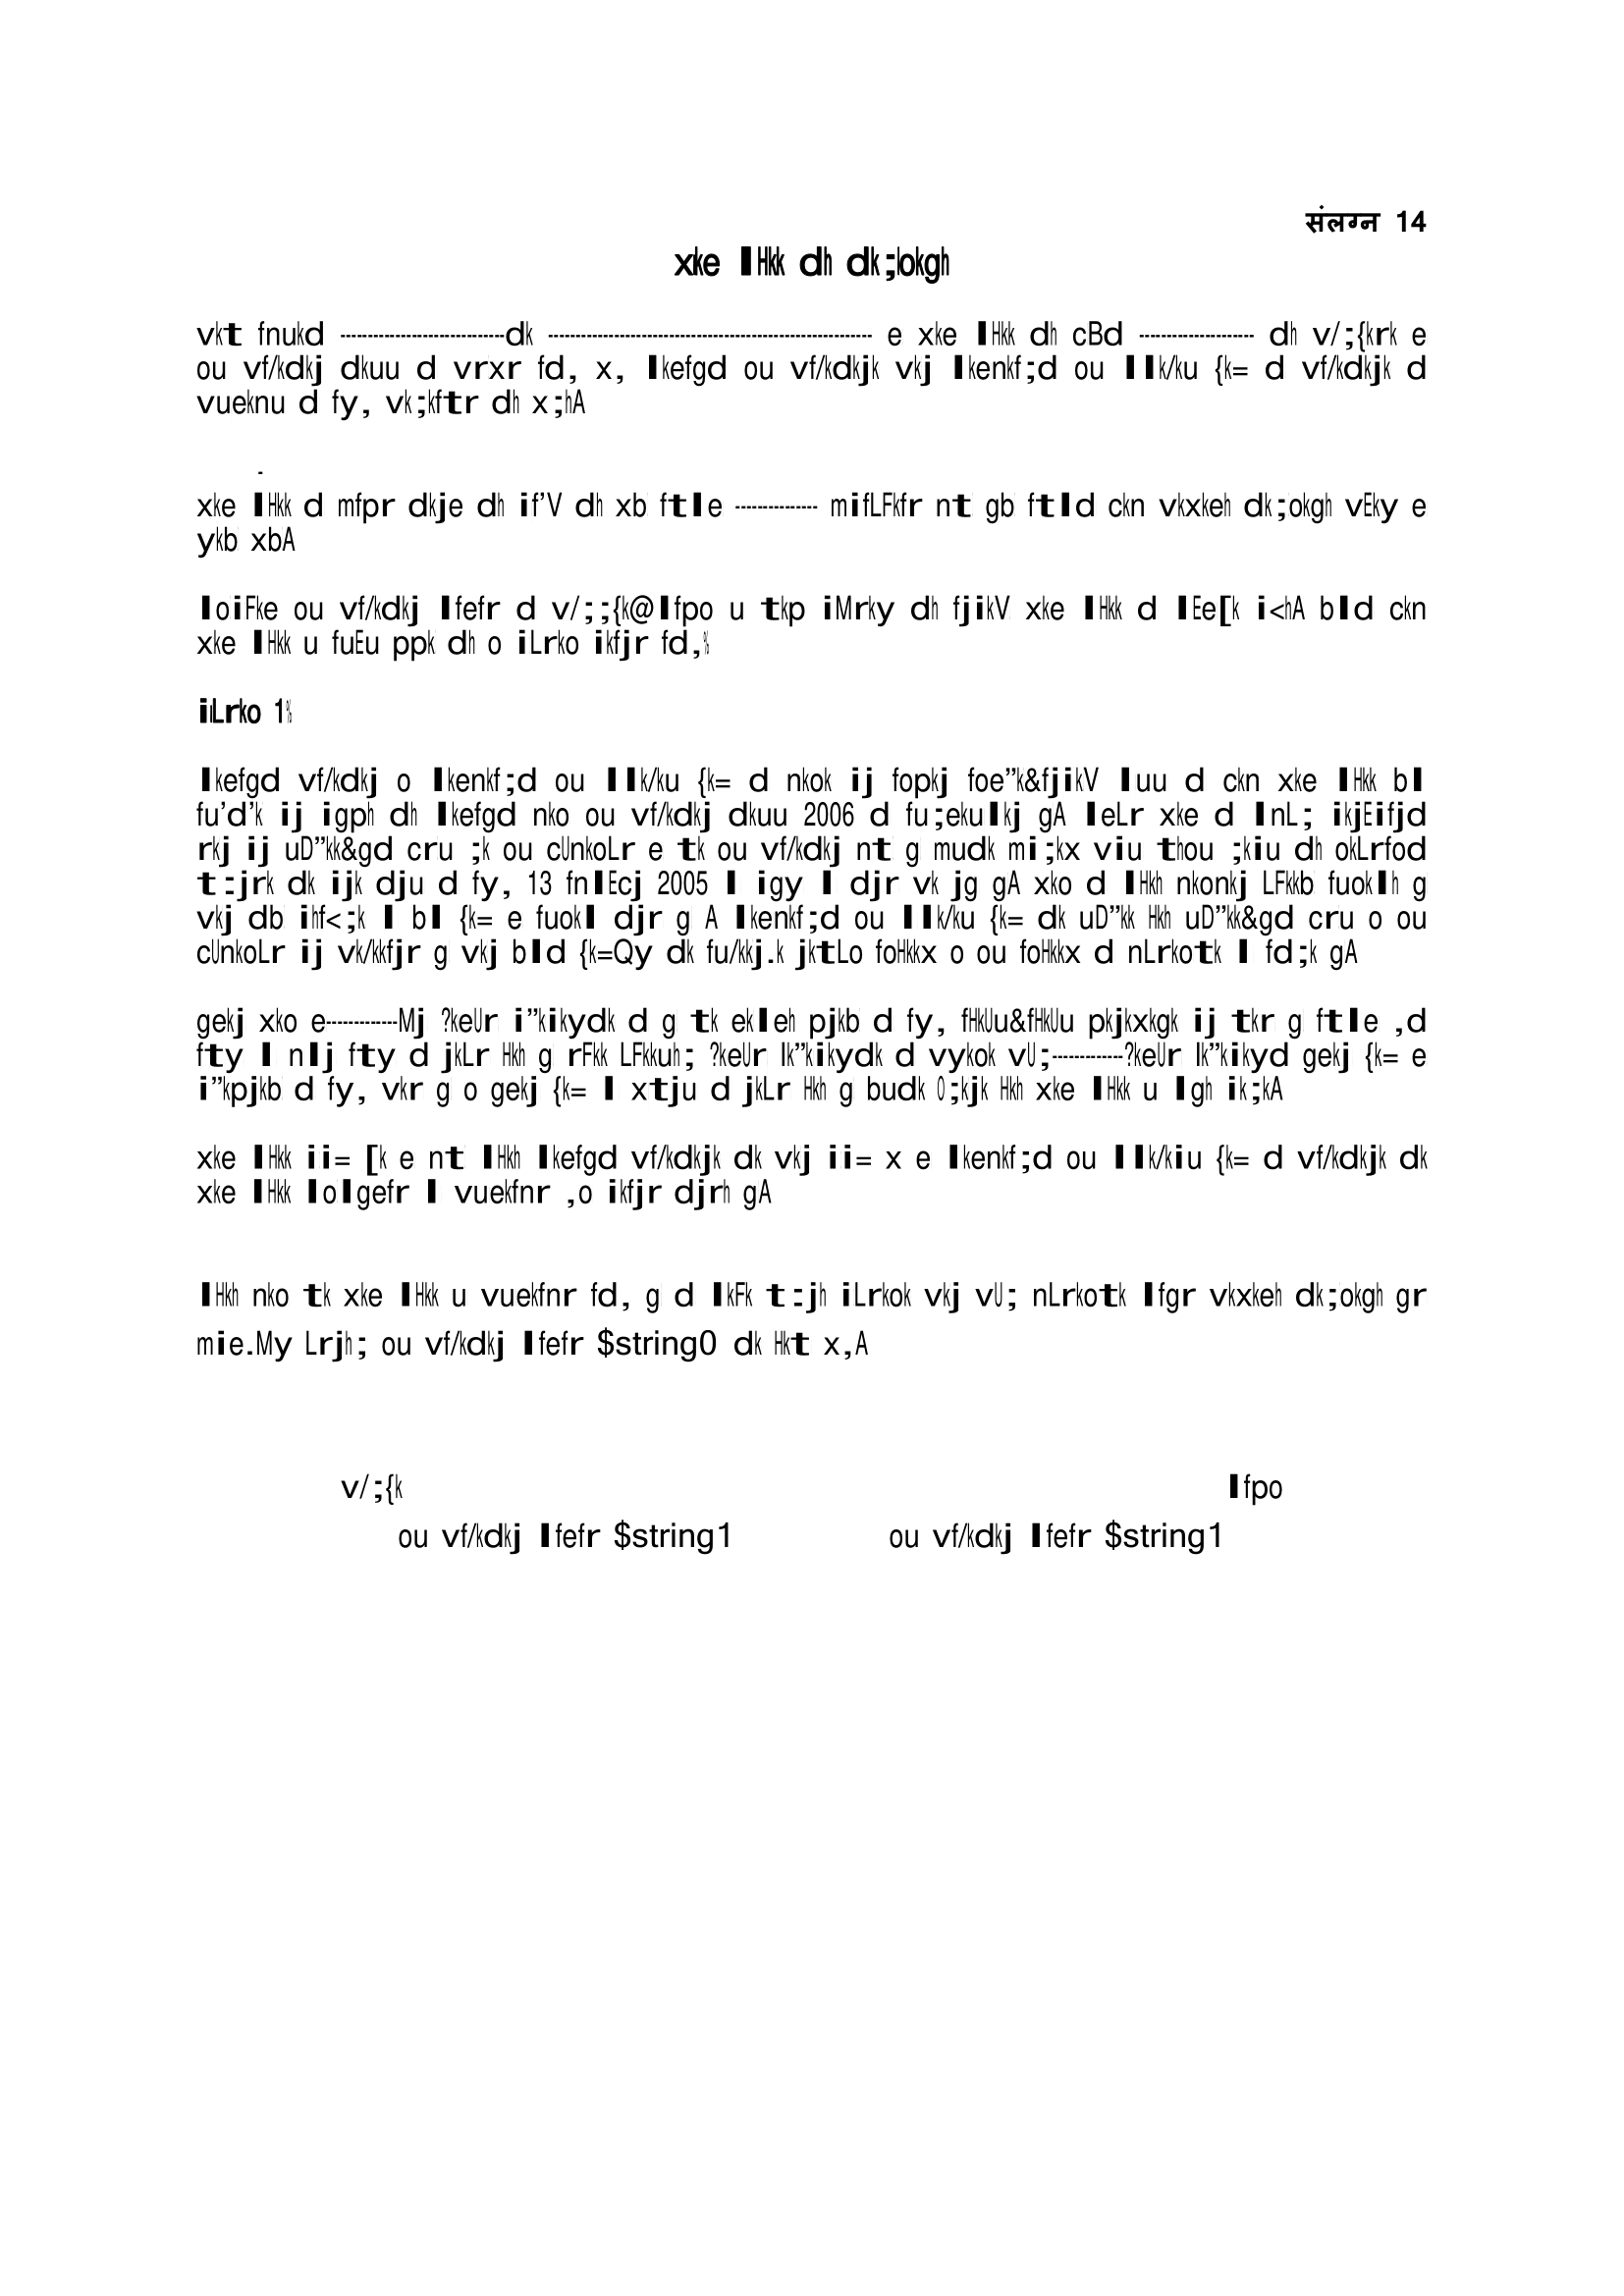 संलग्न 14
xke lHkk dh dk;Zokgh
vkt fnukd ---------------------------dk ----------------------------------------------------- e xke lHkk dh cBd ------------------- dh v/;{krk e
ou vf/kdkj dkuu d vrxr fd, x, lkefgd ou vf/kdkjk vkj lkenkf;d ou llk/ku {k= d vf/kdkjk d
vueknu d fy, vk;kftr dh x;hA
-
xke lHkk d mfpr dkje dh if'V dh xb ftle -------------- mifLFkfr nt gb ftld ckn vkxkeh dk;okgh vEky e
ykb xbA
loiFke ou vf/kdkj lfefr d v/;;{k@lfpo u tkp iMrky dh fjikV xke lHkk d lEe[k i<hA bld ckn
xke lHkk u fuEu ppk dh o iLrko ikfjr fd,%
iLrko 1%
lkefgd vf/kdkj o lkenkf;d ou llk/ku {k= d nkok ij fopkj foe"k&fjikV luu d ckn xke lHkk bl
fu'd'k ij igph dh lkefgd nko ou vf/kdkj dkuu 2006 d fu;ekulkj gA leLr xke d lnL; ikjEifjd
rkj ij uD"kk&gd cru ;k ou cUnkoLr e tk ou vf/kdkj nt g mudk mi;kx viu thou ;kiu dh okLrfod
t:jrk dk ijk dju d fy, 13 fnlEcj 2005 l igy l djr vk jg gA xko d lHkh nkonkj LFkkb fuoklh g
vkj db ihf<;k l bl {k= e fuokl djr g A lkenkf;d ou llk/ku {k= dk uD"kk Hkh uD"kk&gd cru o ou
cUnkoLr ij vk/kkfjr g vkj bld {k=Qy dk fu/kkj.k jktLo foHkkx o ou foHkkx d nLrkotk l fd;k gA
gekj xko e------------Mj ?keUr i"kikydk d g tk ekleh pjkb d fy, fHkUu&fHkUu pkjkxkgk ij tkr g ftle ,d
fty l nlj fty d jkLr Hkh g rFkk LFkkuh; ?keUr lk"kikydk d vykok vU;------------?keUr lk"kikyd gekj {k= e
i"kpjkb d fy, vkr g o gekj {k= l xtju d jkLr Hkh g budk O;kjk Hkh xke lHkk u lgh ik;kA
xke lHkk ii= [k e nt lHkh lkefgd vf/kdkjk dk vkj ii= x e lkenkf;d ou llk/kiu {k= d vf/kdkjk dk
xke lHkk lolgefr l vuekfnr ,o ikfjr djrh gA
lHkh nko tk xke lHkk u vuekfnr fd, g d lkFk t:jh iLrkok vkj vU; nLrkotk lfgr vkxkeh dk;okgh gr
mie.My Lrjh; ou vf/kdkj lfefr $string0 dk Hkt x,A
v/;{k lfpo
ou vf/kdkj lfefr $string1 ou vf/kdkj lfefr $string1